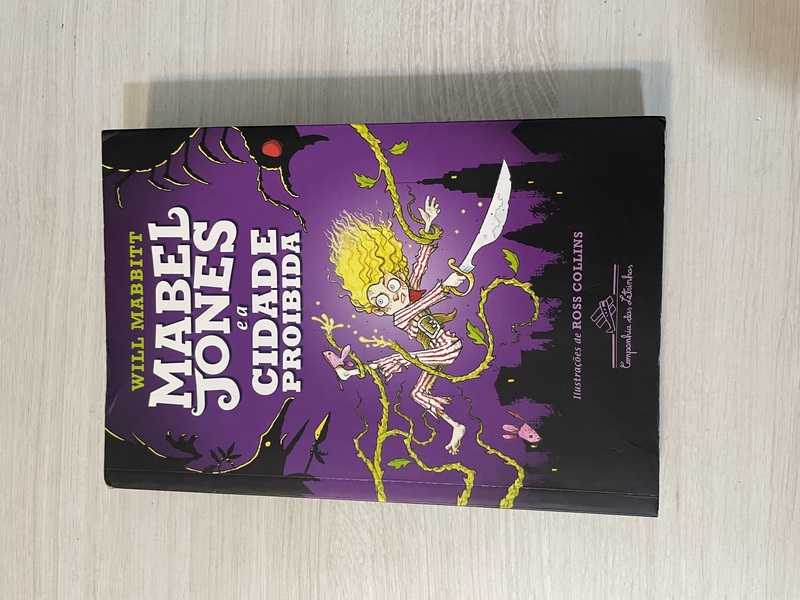 WILL MABBITT
MABEL
JONES
e a
CIDADE
PROIBIDA
Ilustrações de ROSS COLLINS
Companhia das Letrinhas